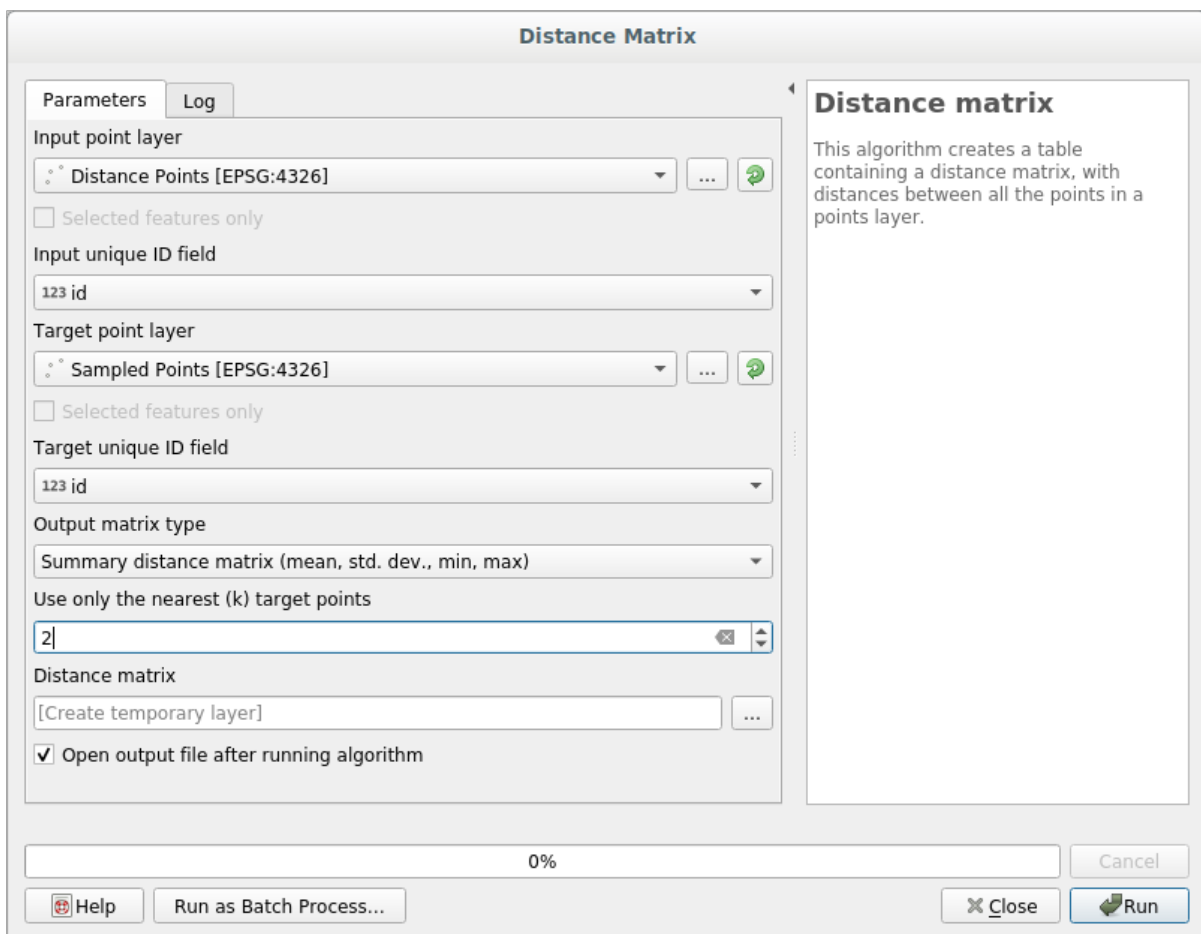 Distance Matrix
Parameters
Log
Input point layer
Distance Points [EPSG:4326]
...
Selected features only
Input unique ID field
123 id
Target point layer
Sampled Points [EPSG:4326]
...
Selected features only
Target unique ID field
123 id
Output matrix type
Summary distance matrix (mean, std. dev., min, max)
Use only the nearest (k) target points
2
Distance matrix
[Create temporary layer]
...
Open output file after running algorithm
Distance matrix
This algorithm creates a table
containing a distance matrix, with
distances between all the points in a
points layer.
0%
Cancel
Help
Run as Batch Process...
Close
Run